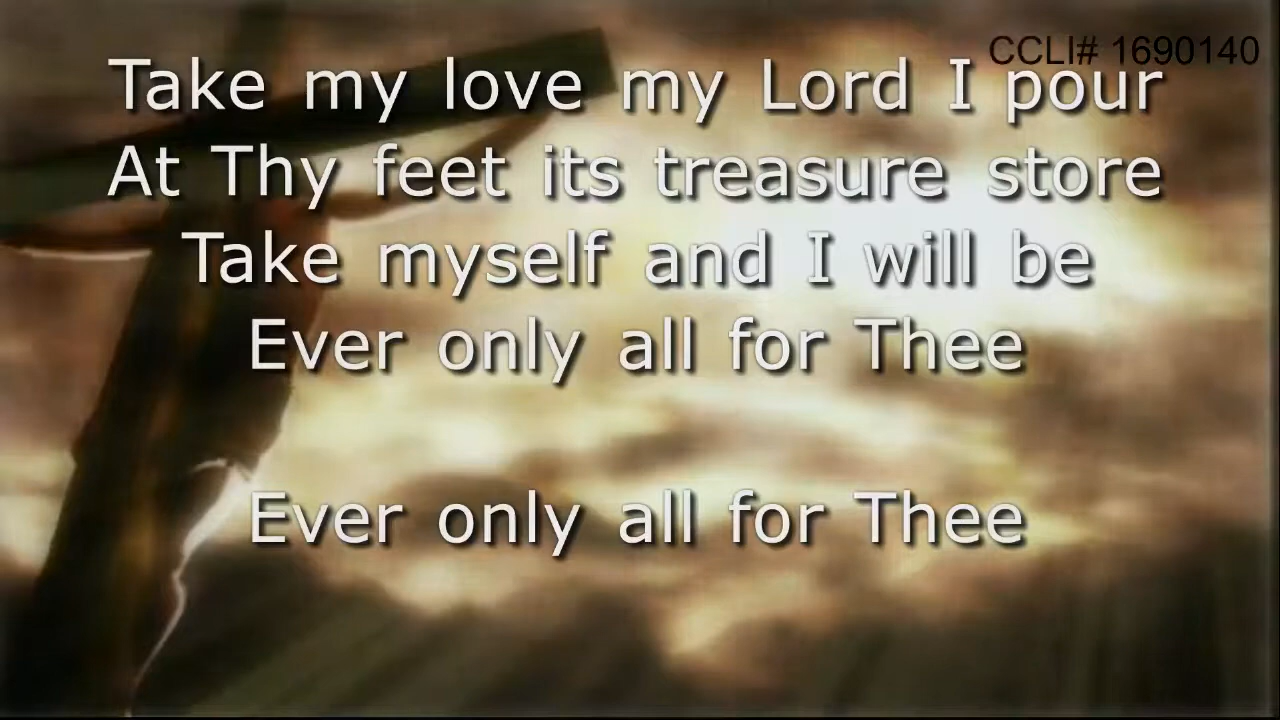 CCLI# 1690140
Take my love my Lord I pour
At Thy feet its treasure store
Take myself and I will be
Ever only all for Thee
Ever only all for Thee